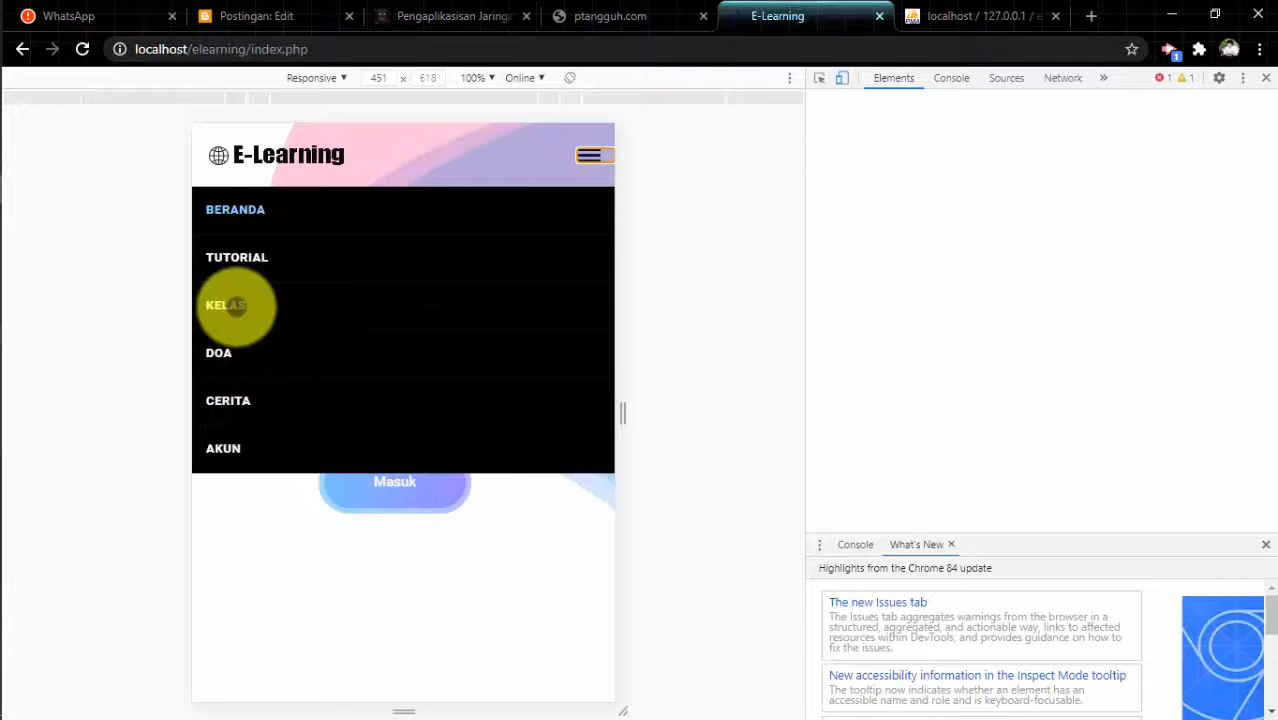 WhatsApp
Postingan: Edit
Pengaplikasisan Jaringa
ptangguh.com
E-Learning
localhost / 127.0.0.1 / e
localhost/elearning/index.php
1
Responsive 451 × 618 100% Online
Elements Console Sources Network » 1 1
E-Learning
BERANDA
TUTORIAL
KELAS
DOA
CERITA
AKUN
Masuk
Console What's New
Highlights from the Chrome 84 update
The new Issues tab
The Issues tab aggregates warnings from the browser in a
structured, aggregated, and actionable way, links to affected
resources within DevTools, and provides guidance on how to
fix the issues.
New accessibility information in the Inspect Mode tooltip
The tooltip now indicates whether an element has an
accessible name and role and is keyboard-focusable.